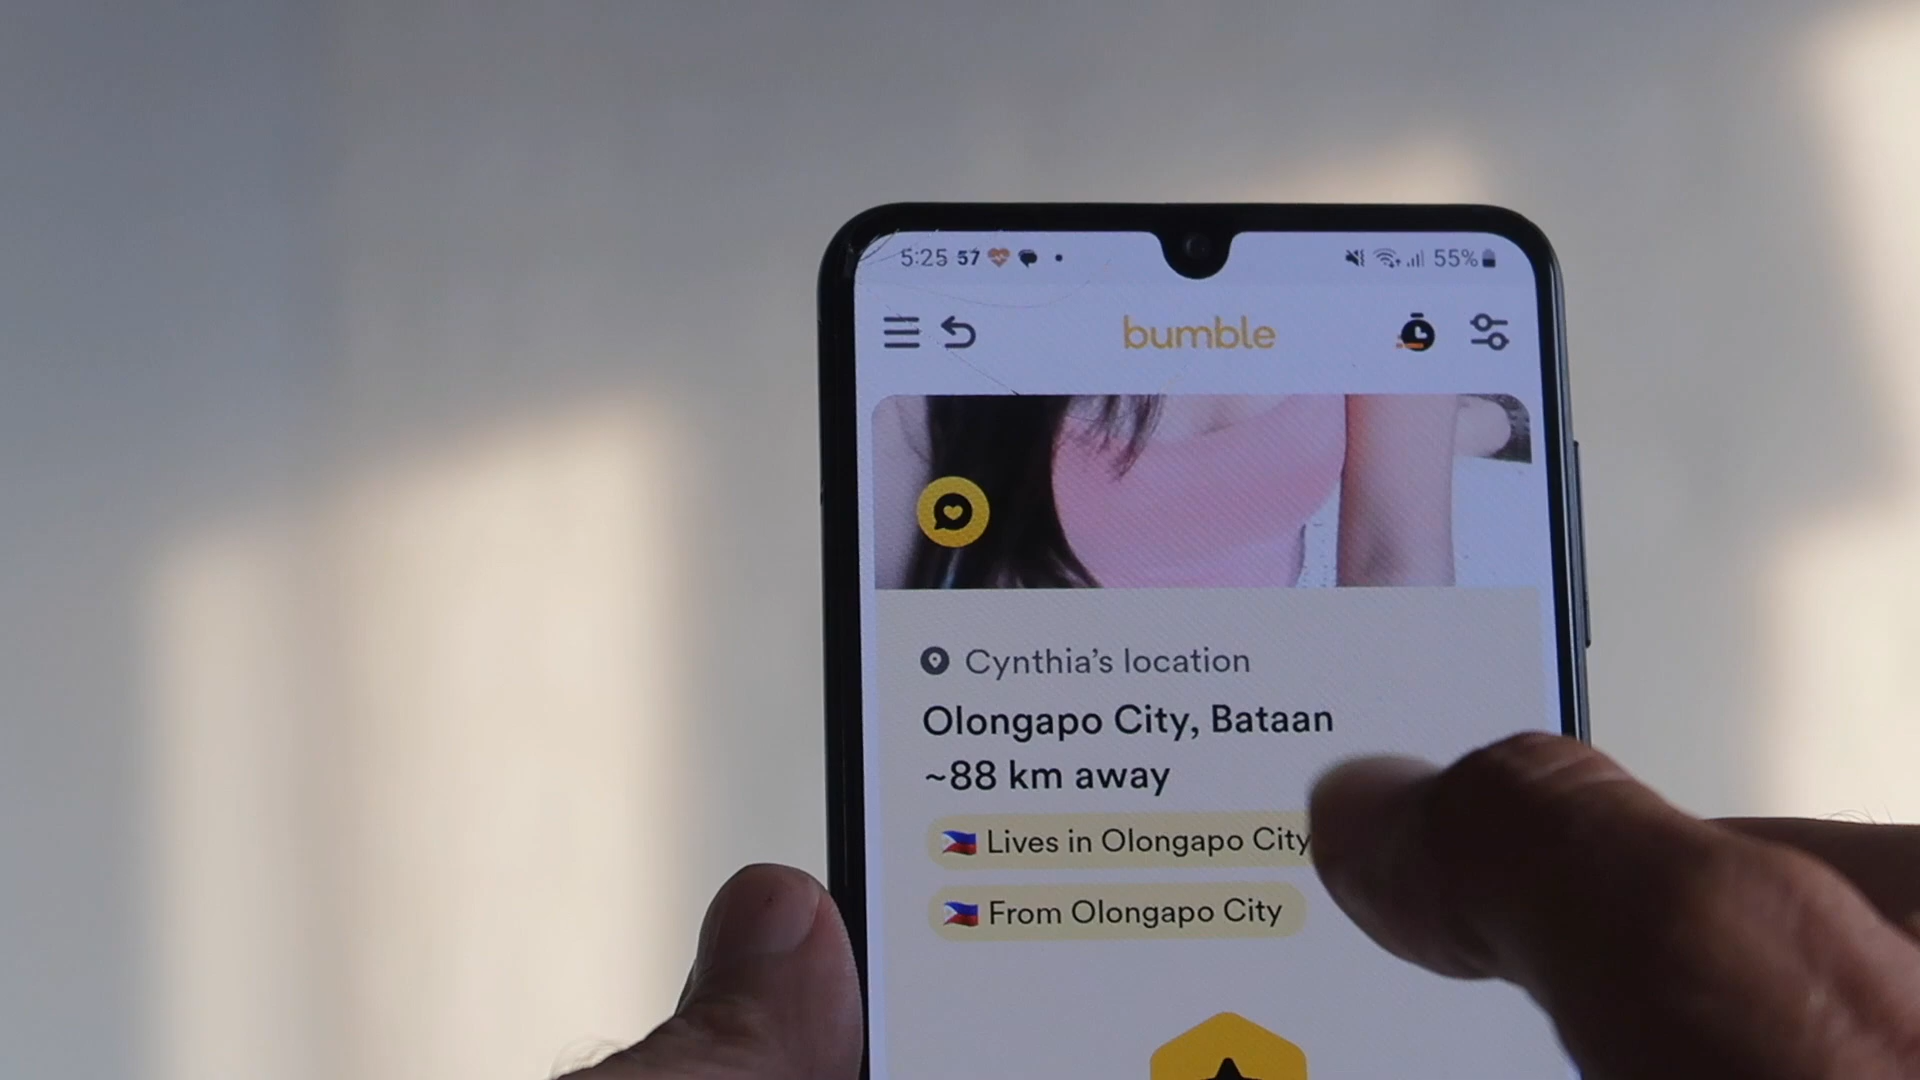 5:25 57 55%
bumble
Cynthia's location
Olongapo City, Bataan
~88 km away
🇵🇭 Lives in Olongapo City
🇵🇭 From Olongapo City